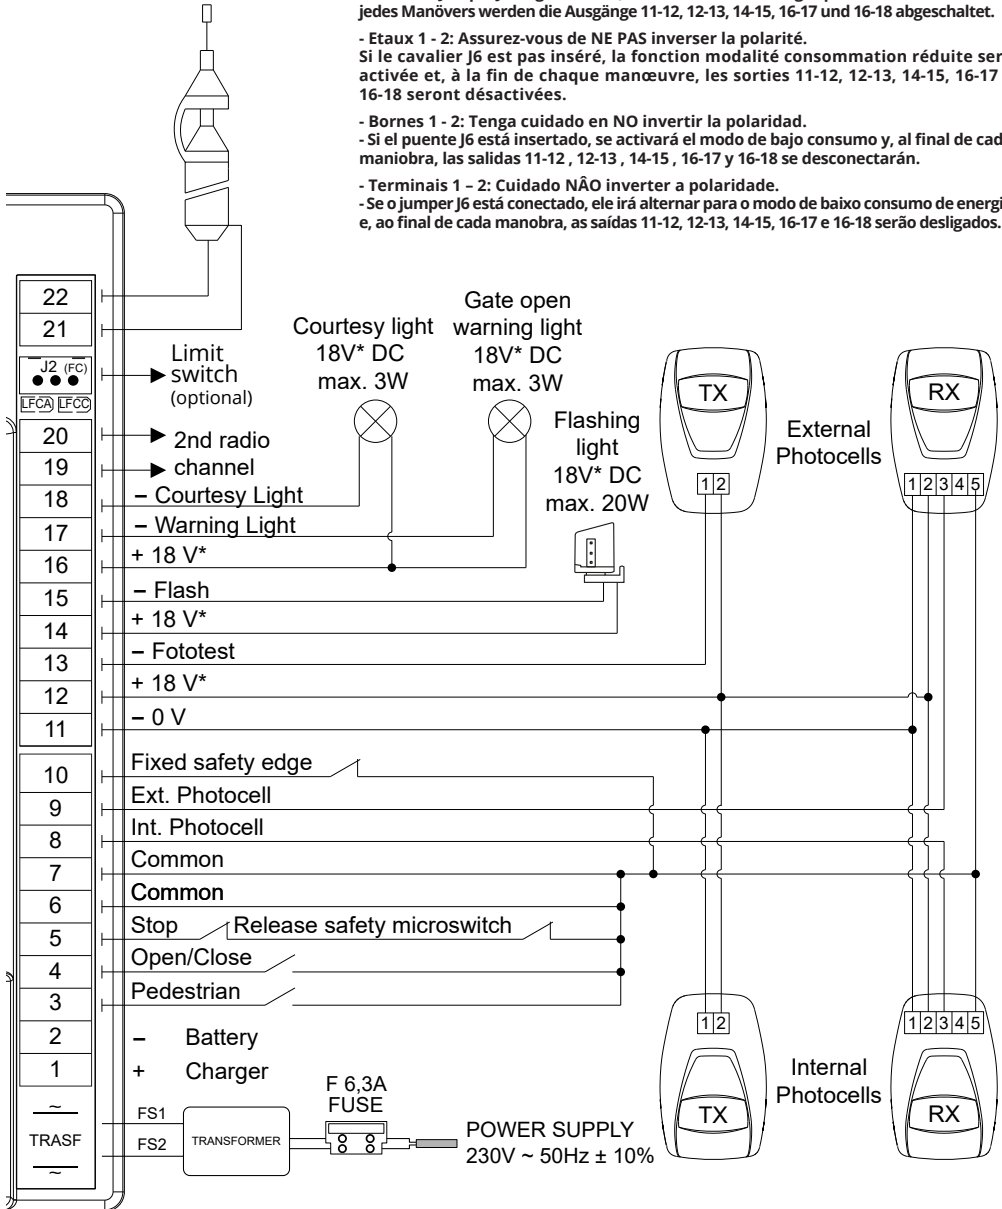 jedes Manövers werden die Ausgänge 11-12, 12-13, 14-15, 16-17 und 16-18 abgeschaltet.
- Etaux 1 - 2: Assurez-vous de NE PAS inverser la polarité.
Si le cavalier J6 est pas inséré, la fonction modalité consommation réduite ser
activée et, à la fin de chaque manœuvre, les sorties 11-12, 12-13, 14-15, 16-17
16-18 seront désactivées.
- Bornes 1 - 2: Tenga cuidado en NO invertir la polaridad.
- Si el puente J6 está insertado, se activará el modo de bajo consumo y, al final de cad
maniobra, las salidas 11-12 , 12-13 , 14-15 , 16-17 y 16-18 se desconectarán.
- Terminais 1 – 2: Cuidado NÂO inverter a polaridade.
- Se o jumper J6 está conectado, ele irá alternar para o modo de baixo consumo de energi
e, ao final de cada manobra, as saídas 11-12, 12-13, 14-15, 16-17 e 16-18 serão desligados.
22
21
J2 (FC)
LFCA LFCC
Limit
switch
(optional)
Courtesy light
18V* DC
max. 3W
Gate open
warning light
18V* DC
max. 3W
Flashing
light
18V* DC
max. 20W
TX
1 2
External
Photocells
RX
1 2 3 4 5
20
2nd radio
19
channel
18
– Courtesy Light
17
– Warning Light
16
+ 18 V*
15
– Flash
14
+ 18 V*
13
– Fototest
12
+ 18 V*
11
– 0 V
10
Fixed safety edge
9
Ext. Photocell
8
Int. Photocell
7
Common
6
Common
5
Stop Release safety microswitch
4
Open/Close
3
Pedestrian
2
– Battery
1
+ Charger
1 2
TX
Internal
Photocells
1 2 3 4 5
RX
~
TRASF
~
FS1
FS2
TRANSFORMER
F 6,3A
FUSE
POWER SUPPLY
230V ~ 50Hz ± 10%